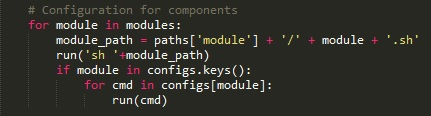 # Configuration for components
for module in modules:
module_path = paths['module'] + '/' + module + '.sh'
run('sh '+module_path)
if module in configs.keys():
for cmd in configs[module]:
run(cmd)